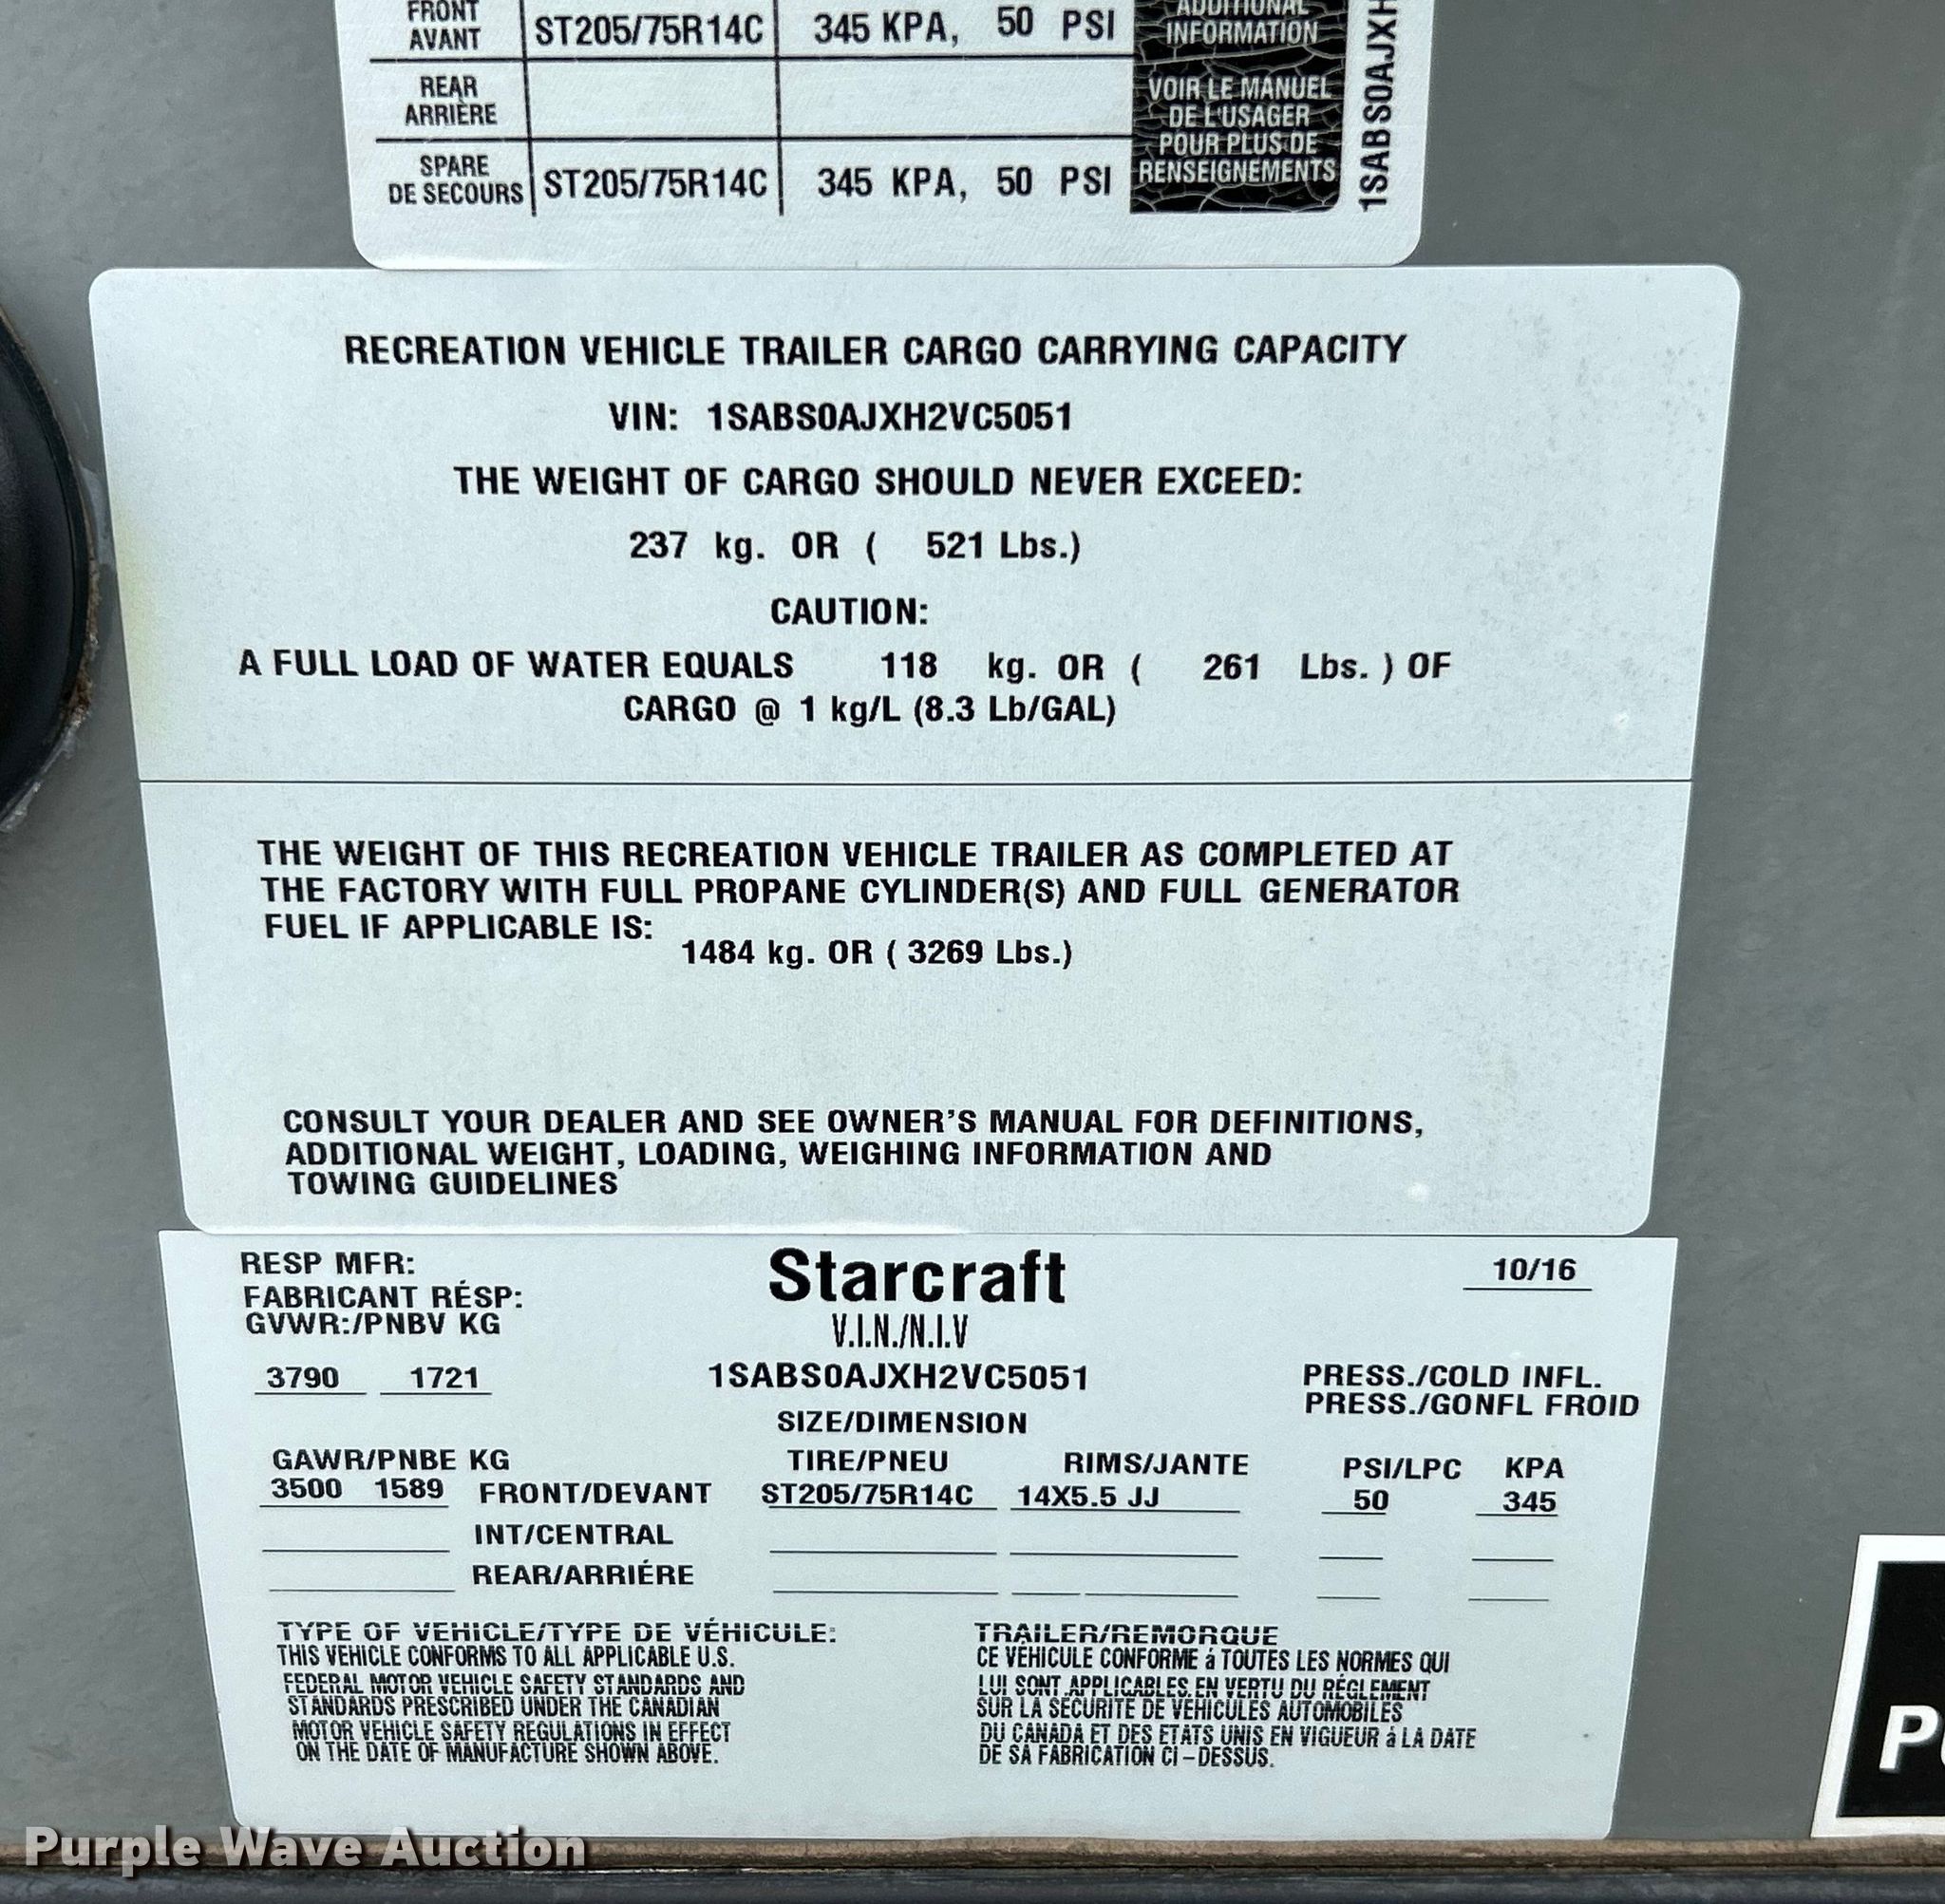 FRONT ST205/75R14C 345 KPA, 50 PSI
AVANT
ADDITIONAL
INFORMATION
REAR
ARRIÈRE
VOIR LE MANUEL
DE L'USAGER
POUR PLUS DE
RENSEIGNEMENTS
SPARE
DE SECOURS ST205/75R14C 345 KPA, 50 PSI
1SABS0AJXH
RECREATION VEHICLE TRAILER CARGO CARRYING CAPACITY
VIN: 1SABS0AJXH2VC5051
THE WEIGHT OF CARGO SHOULD NEVER EXCEED:
237 kg. OR ( 521 Lbs.)
CAUTION:
A FULL LOAD OF WATER EQUALS 118 kg. OR ( 261 Lbs. ) OF
CARGO @ 1 kg/L (8.3 Lb/GAL)
THE WEIGHT OF THIS RECREATION VEHICLE TRAILER AS COMPLETED AT
THE FACTORY WITH FULL PROPANE CYLINDER(S) AND FULL GENERATOR
FUEL IF APPLICABLE IS:
1484 kg. OR ( 3269 Lbs.)
CONSULT YOUR DEALER AND SEE OWNER'S MANUAL FOR DEFINITIONS,
ADDITIONAL WEIGHT, LOADING, WEIGHING INFORMATION AND
TOWING GUIDELINES
RESP MFR: Starcraft 10/16
FABRICANT RÉSP:
GVWR:/PNBV KG V.I.N./N.I.V
3790 1721 1SABS0AJXH2VC5051 PRESS./COLD INFL.
PRESS./GONFL FROID
SIZE/DIMENSION
GAWR/PNBE KG TIRE/PNEU RIMS/JANTE PSI/LPC KPA
3500 1589 FRONT/DEVANT ST205/75R14C 14X5.5 JJ 50 345
INT/CENTRAL
REAR/ARRIÉRE
TYPE OF VEHICLE/TYPE DE VÉHICULE: TRAILER/REMORQUE
THIS VEHICLE CONFORMS TO ALL APPLICABLE U.S.
FEDERAL MOTOR VEHICLE SAFETY STANDARDS AND
STANDARDS PRESCRIBED UNDER THE CANADIAN
MOTOR VEHICLE SAFETY REGULATIONS IN EFFECT
ON THE DATE OF MANUFACTURE SHOWN ABOVE.
CE VÉHICULE CONFORME á TOUTES LES NORMES QUI
LUI SONT APPLICABLES EN VERTU DU RÉGLEMENT
SUR LA SÉCURITÉ DE VÉHICULES AUTOMOBILES
DU CANADA ET DES ETATS UNIS EN VIGUEUR á LA DATE
DE SA FABRICATION CI-DESSUS.
Purple Wave Auction